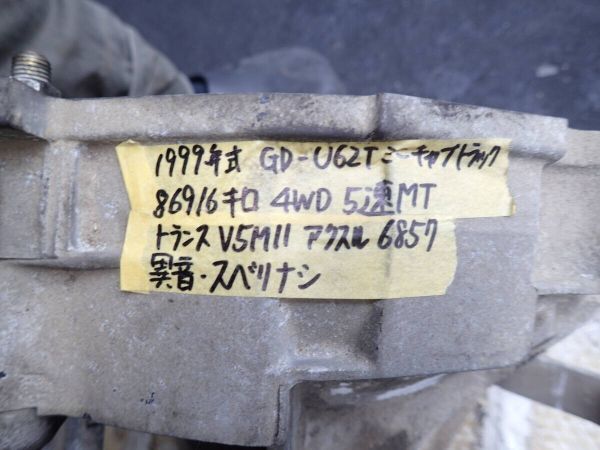 1999年式 GD-U62T ミニキャブトラック
86916キロ 4WD 5速MT
トランス V5M11 アクスル 6857
異音・スベリナシ